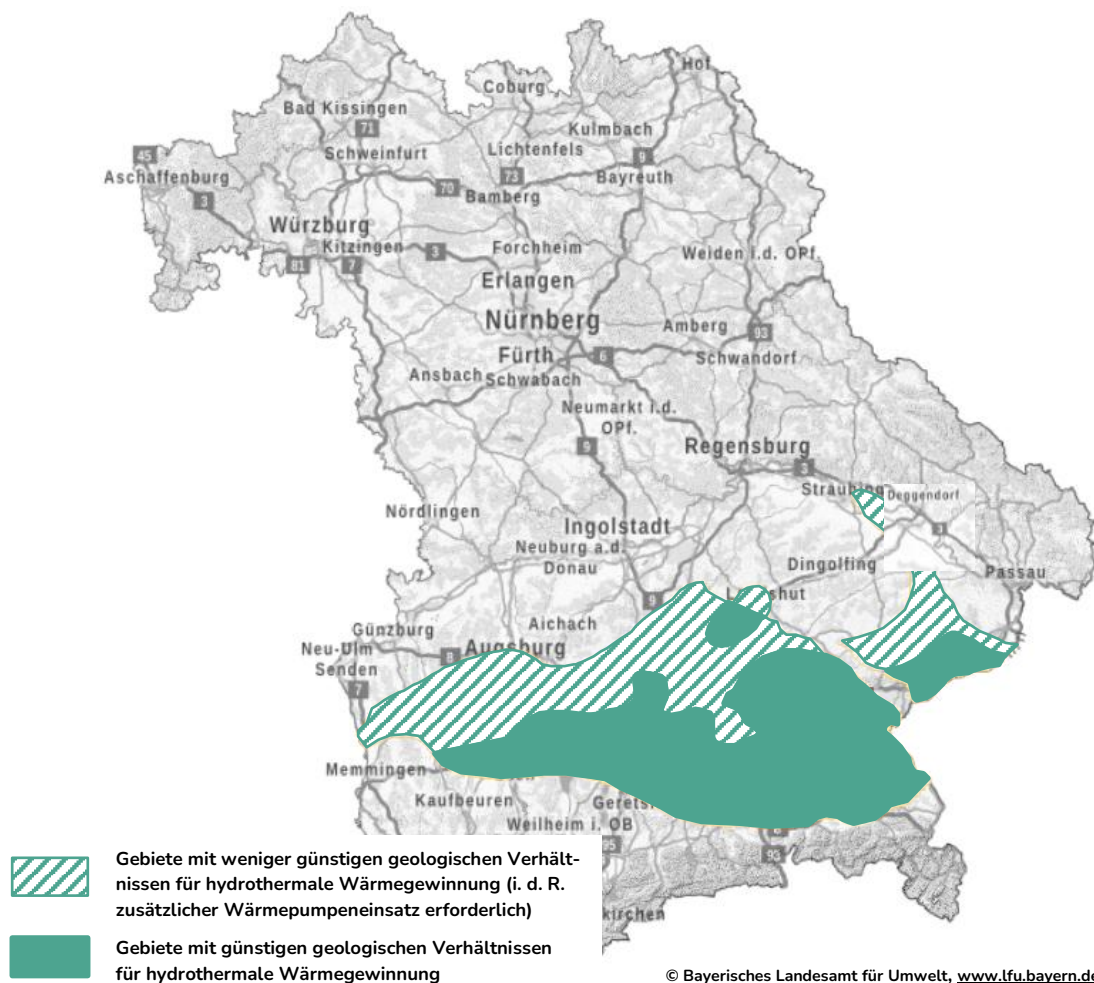 Hof
Coburg
Bad Kissingen
71
Kulmbach
Schweinfurt
Lichtenfels
9
45
73
Bayreuth
Aschaffenburg
70
Bamberg
3
Würzburg
Kitzingen
3
Forchheim
Weiden i.d. OPf.
81
7
Erlangen
Nürnberg
Amberg
93
Fürth
6
Schwandorf
Ansbach
Schwabach
Neumarkt i.d.
OPf.
9
Regensburg
3
Straubing
Deggendorf
Nördlingen
Ingolstadt
3
Neuburg a.d.
Donau
Dingolfing
Passau
9
Aichach
Günzburg
Neu-Ulm
8
Augsburg
Senden
7
Memmingen
Kaufbeuren
Weilheim i. OB
95
8
93
kirchen
Gebiete mit weniger günstigen geologischen Verhält-
nissen für hydrothermale Wärmegewinnung (i. d. R.
zusätzlicher Wärmepumpeneinsatz erforderlich)
Gebiete mit günstigen geologischen Verhältnissen
für hydrothermale Wärmegewinnung
© Bayerisches Landesamt für Umwelt, www.lfu.bayern.de